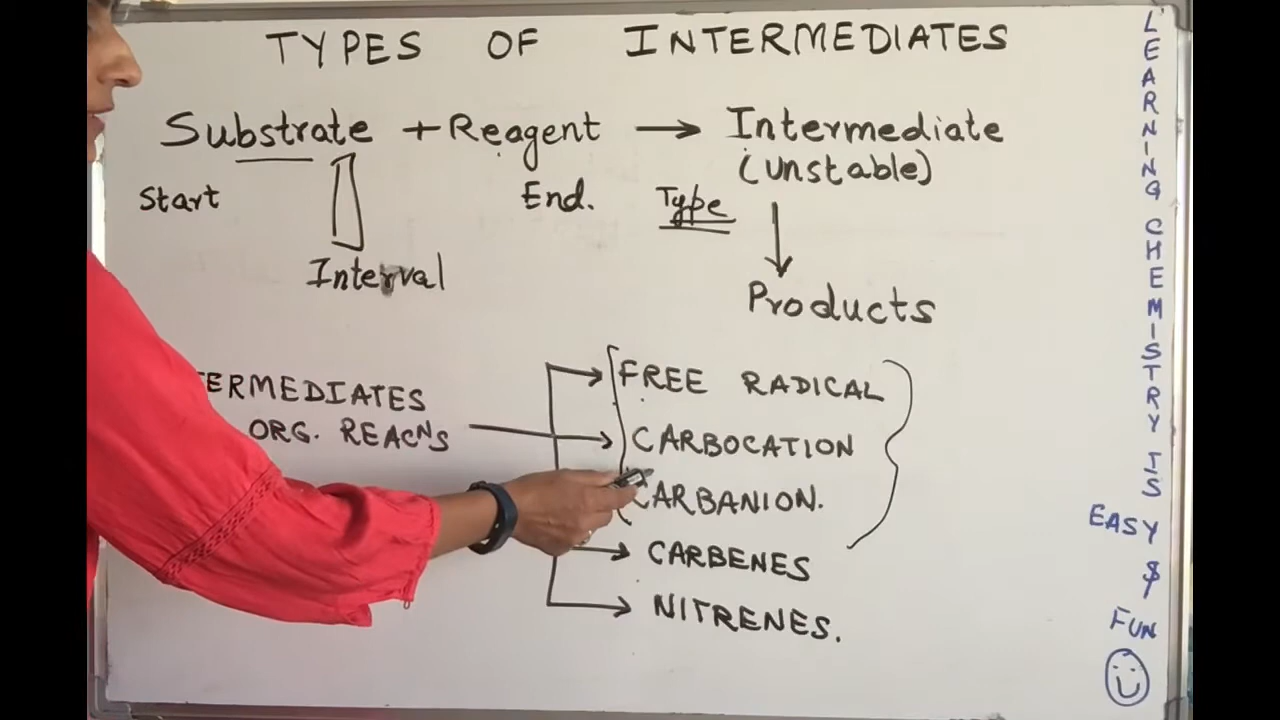 TYPES OF INTERMEDIATES
Substrate + Reagent → Intermediate
(unstable)
Start End. Type
Interval
Products
ERMEDIATES
ORG. REACNS
FREE RADICAL
CARBOCATION
CARBANION.
CARBENES
NITRENES.
LEARNING CHEMISTRY IS
EASY $
FUN